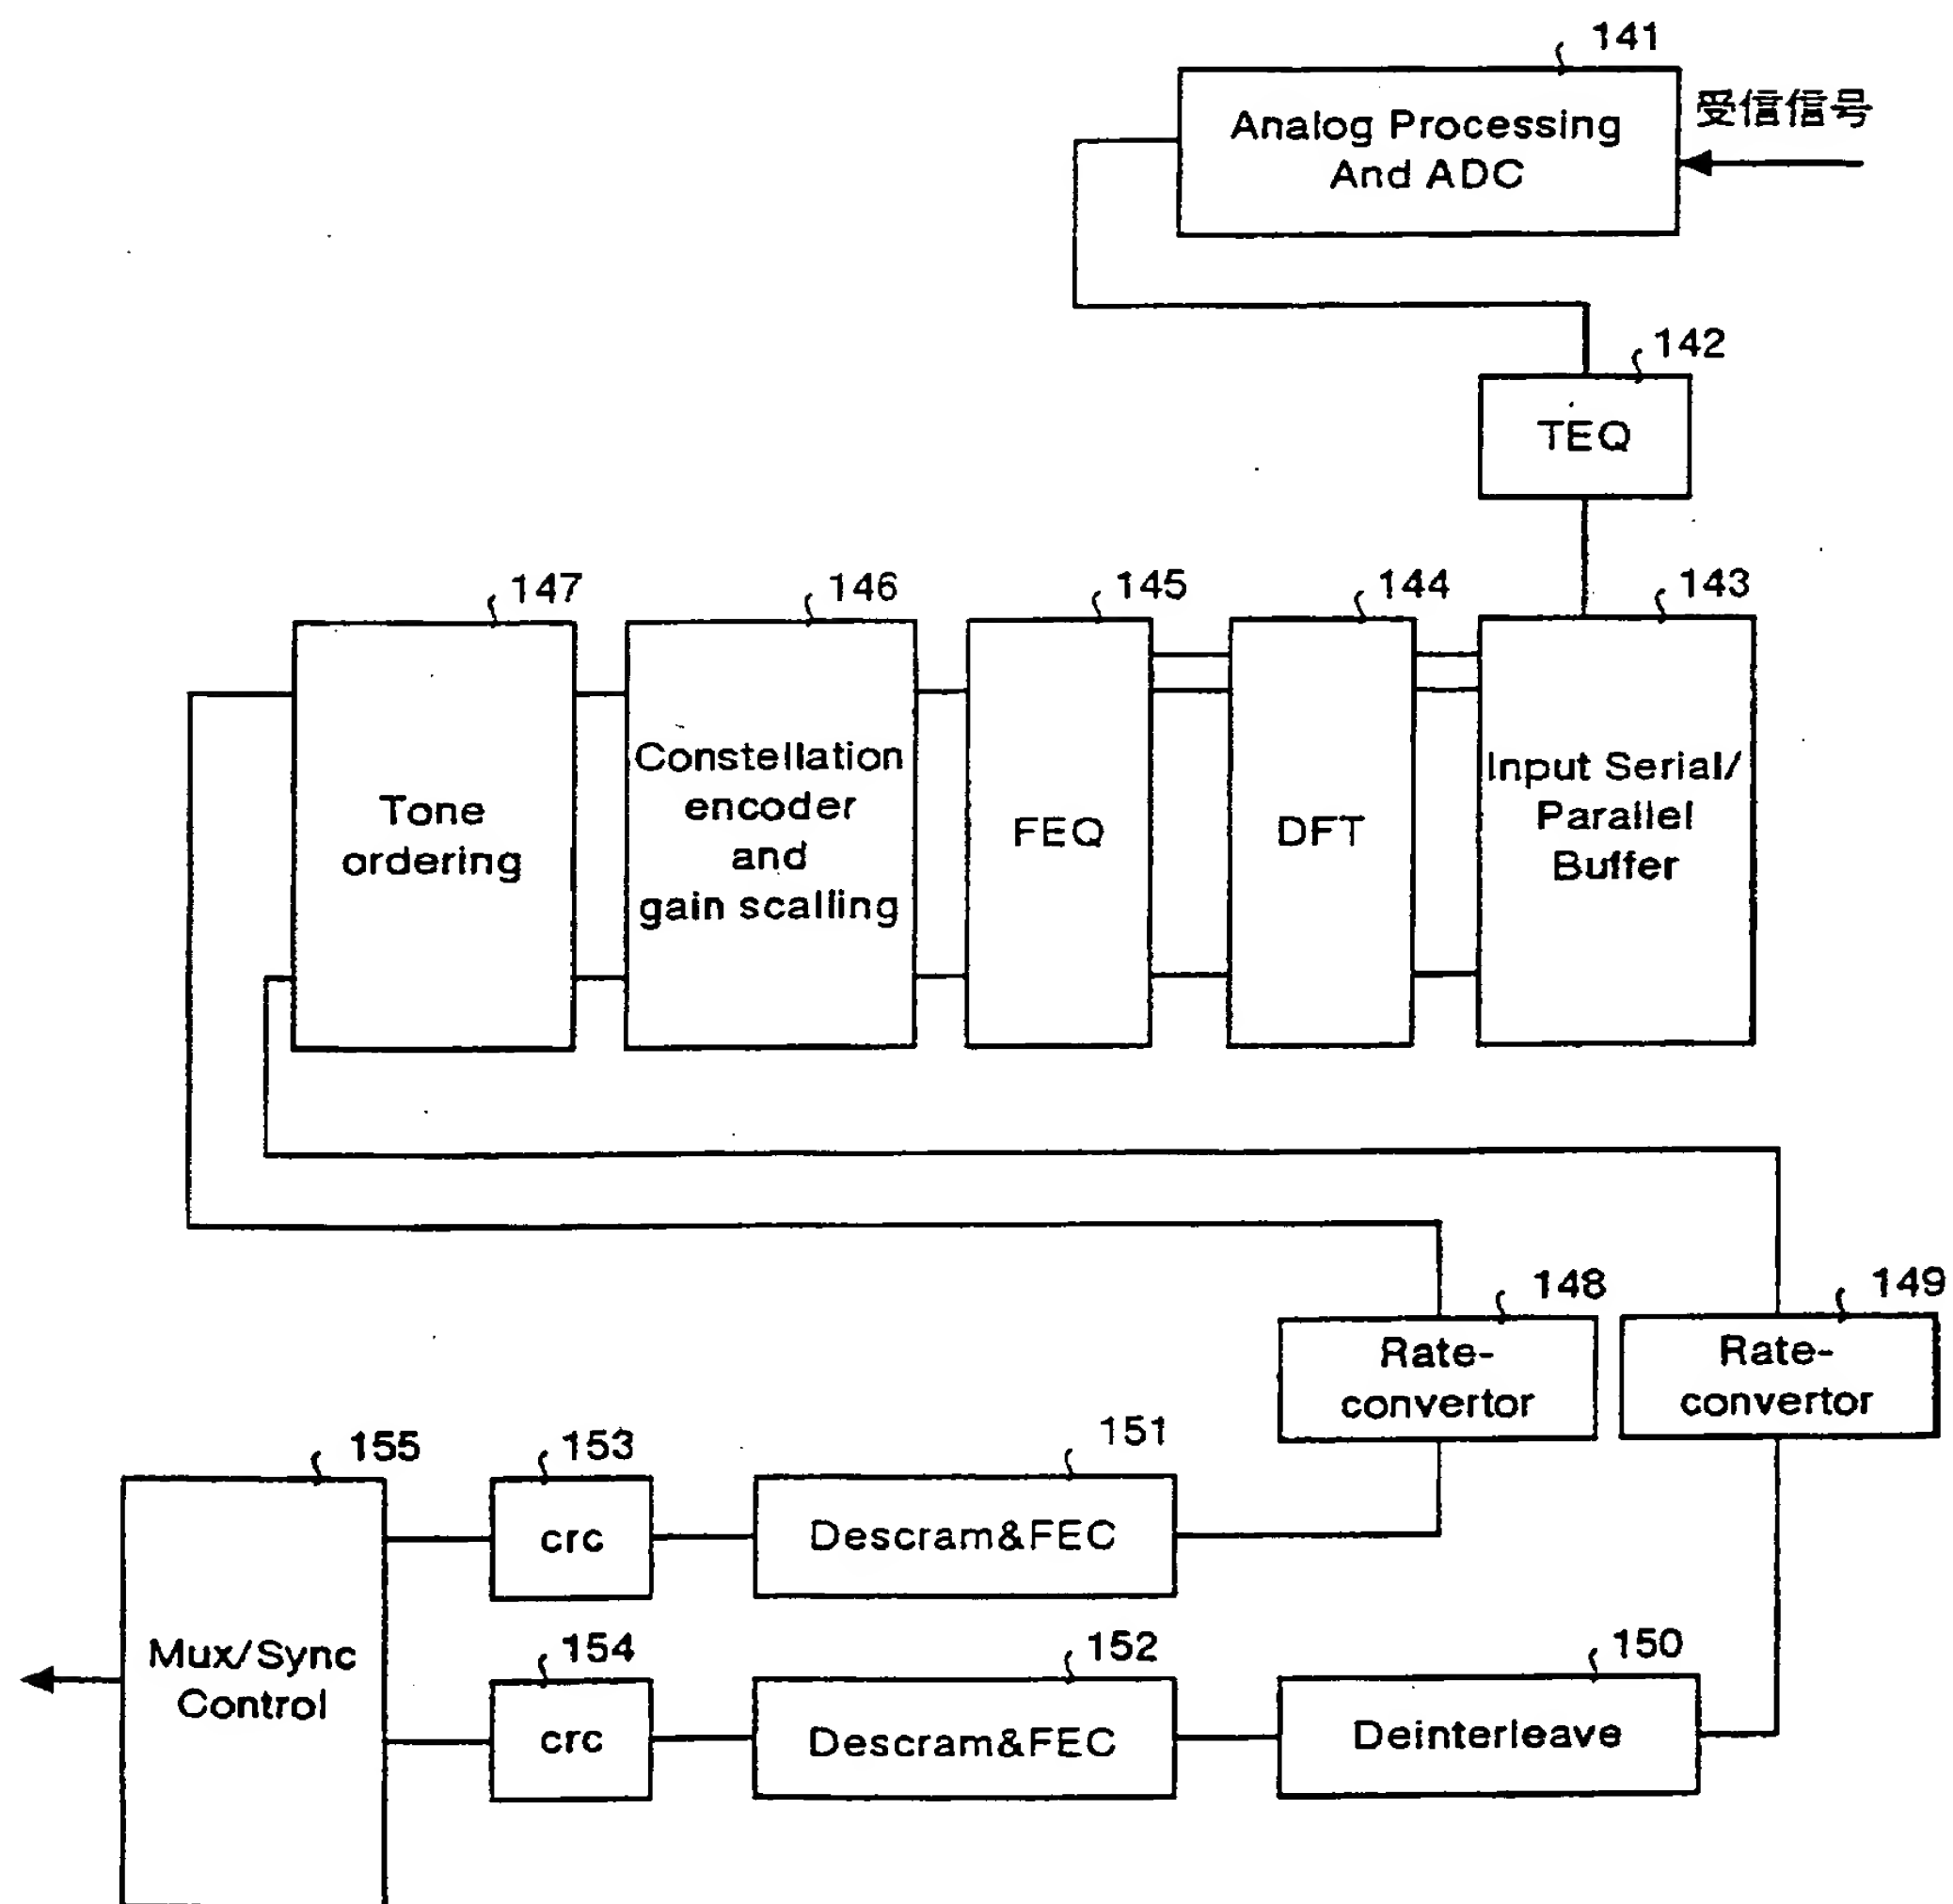 141
Analog Processing
And ADC
受信信号
142
TEQ
147
146
145
144
143
Tone
ordering
Constellation
encoder
and
gain scalling
FEQ
DFT
Input Serial/
Parallel
Buffer
148
149
Rate-
convertor
Rate-
convertor
155
153
151
Mux/Sync
Control
crc
Descram&FEC
154
152
150
crc
Descram&FEC
Deinterleave